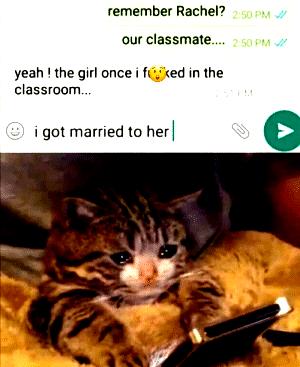 remember Rachel? 2:50 PM
our classmate.... 2:50 PM
yeah ! the girl once i f😗ked in the
classroom...
i got married to her